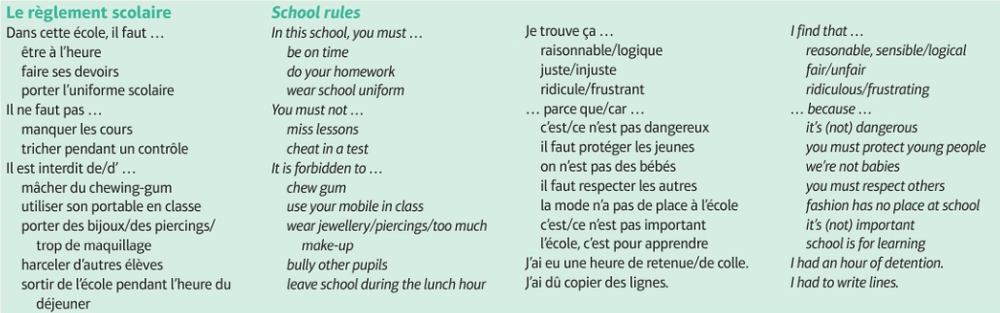 Le règlement scolaire
Dans cette école, il faut …
être à l'heure
faire ses devoirs
porter l'uniforme scolaire
Il ne faut pas …
manquer les cours
tricher pendant un contrôle
Il est interdit de/d' …
mâcher du chewing-gum
utiliser son portable en classe
porter des bijoux/des piercings/
trop de maquillage
harceler d'autres élèves
sortir de l'école pendant l'heure du
déjeuner
School rules
In this school, you must …
be on time
do your homework
wear school uniform
You must not …
miss lessons
cheat in a test
It is forbidden to …
chew gum
use your mobile in class
wear jewellery/piercings/too much
make-up
bully other pupils
leave school during the lunch hour
Je trouve ça …
raisonnable/logique
juste/injuste
ridicule/frustrant
… parce que/car …
c'est/ce n'est pas dangereux
il faut protéger les jeunes
on n'est pas des bébés
il faut respecter les autres
la mode n'a pas de place à l'école
c'est/ce n'est pas important
l'école, c'est pour apprendre
J'ai eu une heure de retenue/de colle.
J'ai dû copier des lignes.
I find that …
reasonable, sensible/logical
fair/unfair
ridiculous/frustrating
… because …
it's (not) dangerous
you must protect young people
we're not babies
you must respect others
fashion has no place at school
it's (not) important
school is for learning
I had an hour of detention.
I had to write lines.